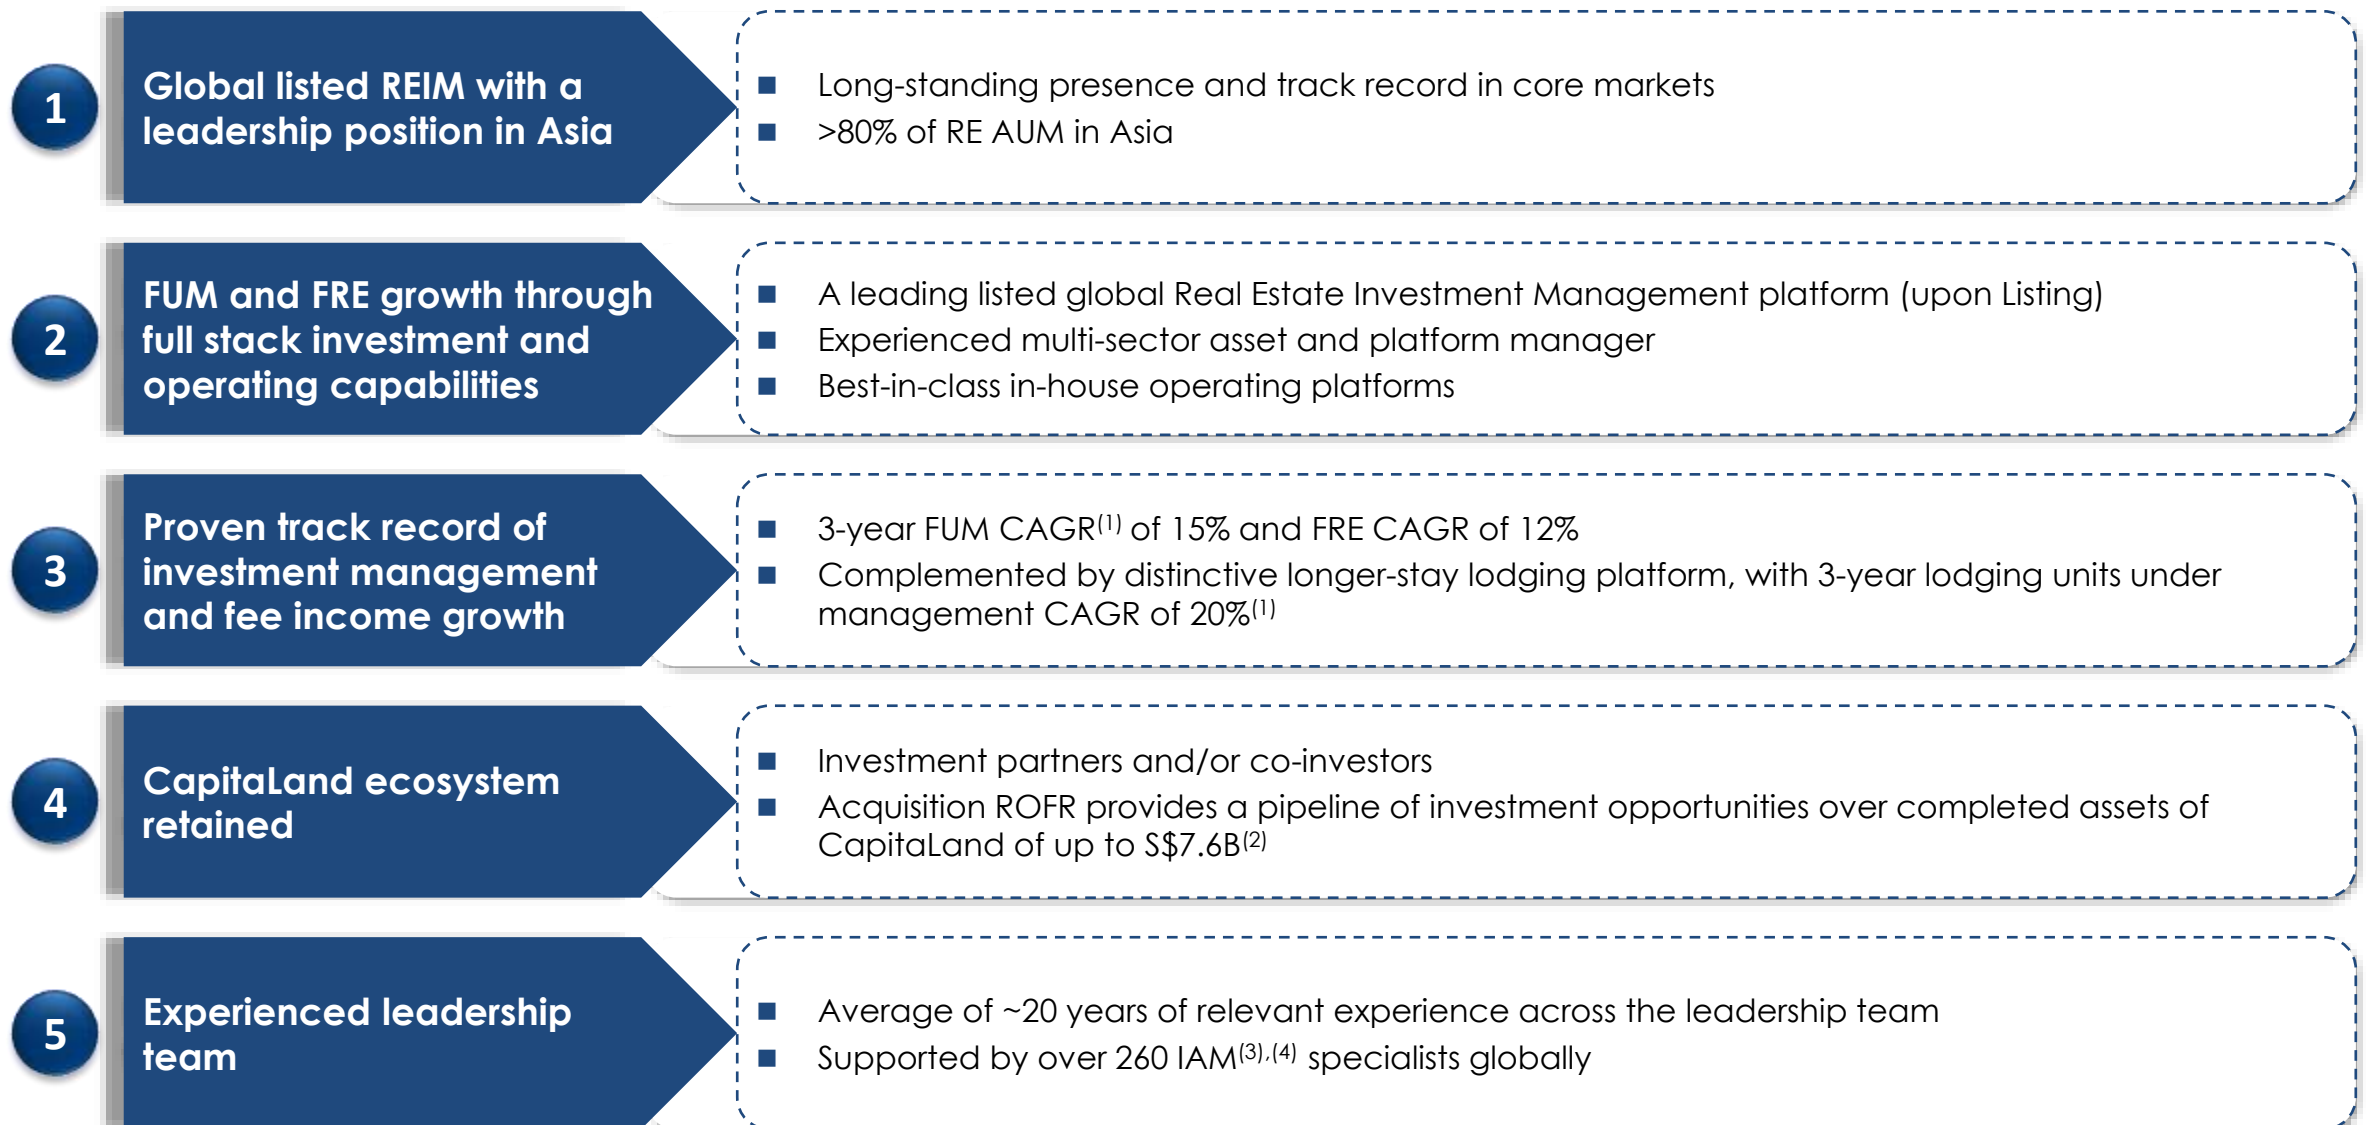 1
Global listed REIM with a
leadership position in Asia
■ Long-standing presence and track record in core markets
■ >80% of RE AUM in Asia
2
FUM and FRE growth through
full stack investment and
operating capabilities
■ A leading listed global Real Estate Investment Management platform (upon Listing)
■ Experienced multi-sector asset and platform manager
■ Best-in-class in-house operating platforms
3
Proven track record of
investment management
and fee income growth
■ 3-year FUM CAGR(1) of 15% and FRE CAGR of 12%
■ Complemented by distinctive longer-stay lodging platform, with 3-year lodging units under
management CAGR of 20%(1)
4
CapitaLand ecosystem
retained
■ Investment partners and/or co-investors
■ Acquisition ROFR provides a pipeline of investment opportunities over completed assets of
CapitaLand of up to S$7.6B(2)
5
Experienced leadership
team
■ Average of ~20 years of relevant experience across the leadership team
■ Supported by over 260 IAM(3),(4) specialists globally